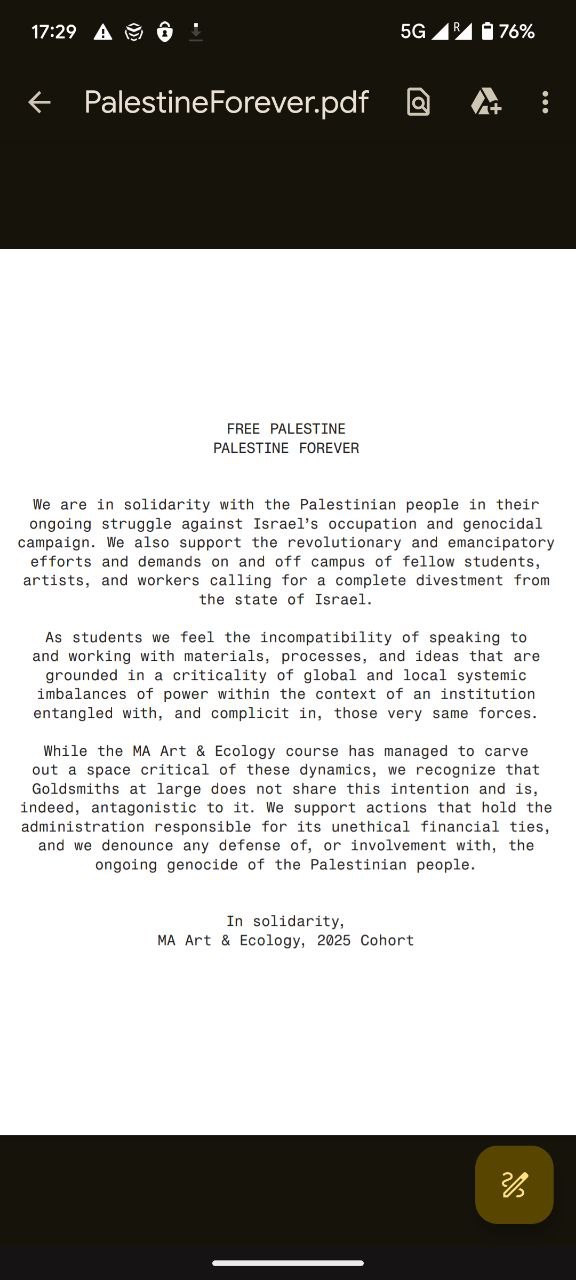 17:29
5G
R
76%
PalestineForever.pdf
FREE PALESTINE
PALESTINE FOREVER
We are in solidarity with the Palestinian people in their
ongoing struggle against Israel’s occupation and genocidal
campaign. We also support the revolutionary and emancipatory
efforts and demands on and off campus of fellow students,
artists, and workers calling for a complete divestment from
the state of Israel.
As students we feel the incompatibility of speaking to
and working with materials, processes, and ideas that are
grounded in a criticality of global and local systemic
imbalances of power within the context of an institution
entangled with, and complicit in, those very same forces.
While the MA Art & Ecology course has managed to carve
out a space critical of these dynamics, we recognize that
Goldsmiths at large does not share this intention and is,
indeed, antagonistic to it. We support actions that hold the
administration responsible for its unethical financial ties,
and we denounce any defense of, or involvement with, the
ongoing genocide of the Palestinian people.
In solidarity,
MA Art & Ecology, 2025 Cohort